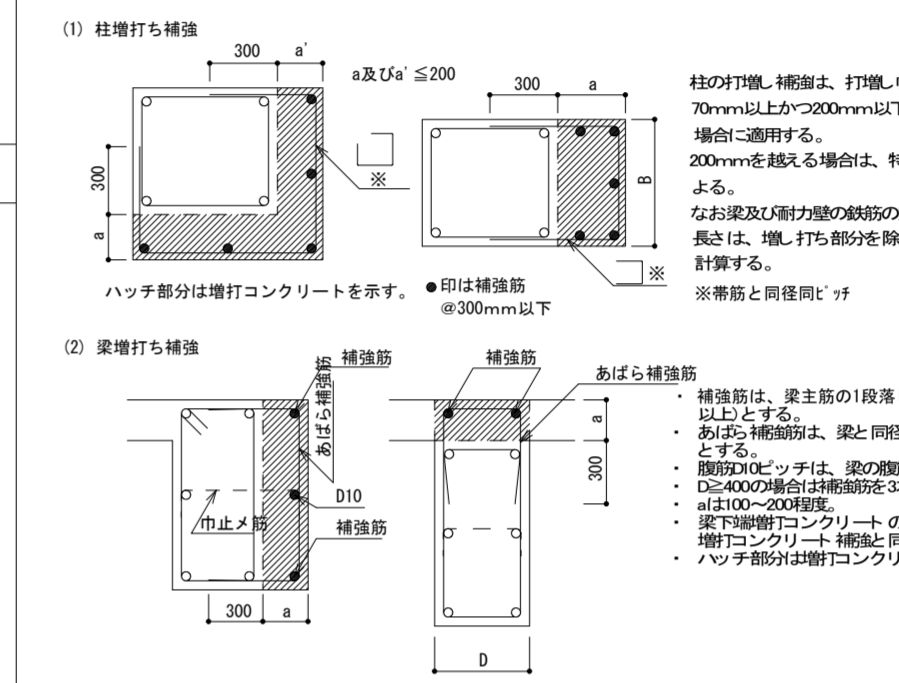 (1) 柱増打ち補強
300 a'
a及びa'≦200
300 a
300
a
※
B
※
ハッチ部分は増打コンクリートを示す。
●印は補強筋
@300mm以下
柱の打増し補強は、打増し
70mm以上かつ200mm以下
場合に適用する。
200mmを越える場合は、特
よる。
なお梁及び耐力壁の鉄筋の
長さは、増し打ち部分を除
計算する。
※帯筋と同径同ピッチ
(2) 梁増打ち補強
補強筋
あばら補強筋
D10
巾止メ筋
補強筋
300 a
補強筋
あばら補強筋
a
300
D
・ 補強筋は、梁主筋の1段落
以上)とする。
・ あばら補強筋は、梁と同径
とする。
・ 腹筋D10ピッチは、梁の腹筋
・ D≧400の場合は補強筋を3
・ aは100〜200程度。
・ 梁下端増打コンクリートの
増打コンクリート補強と同
・ ハッチ部分は増打コンクリ